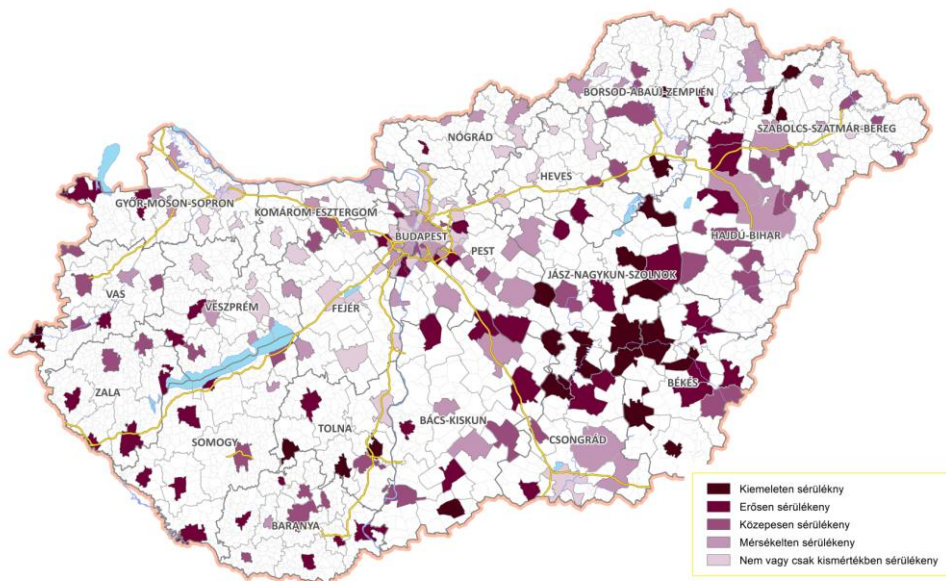 BORSOD-ABAÚJ-ZEMPLÉN
SZABOLCS-SZATMÁR-BEREG
NÓGRÁD
HEVES
GYŐR-MOSON-SOPRON
KOMÁROM-ESZTERGOM
BUDAPEST
HAJDÚ-BIHAR
PEST
JÁSZ-NAGYKUN-SZOLNOK
VAS
VESZPRÉM
FEJÉR
ZALA
BÉKÉS
BÁCS-KISKUN
TOLNA
SOMOGY
CSONGRÁD
BARANYA
Kiemeleten sérülékny
Erősen sérülékeny
Közepesen sérülékeny
Mérsékelten sérülékeny
Nem vagy csak kismértékben sérülékeny